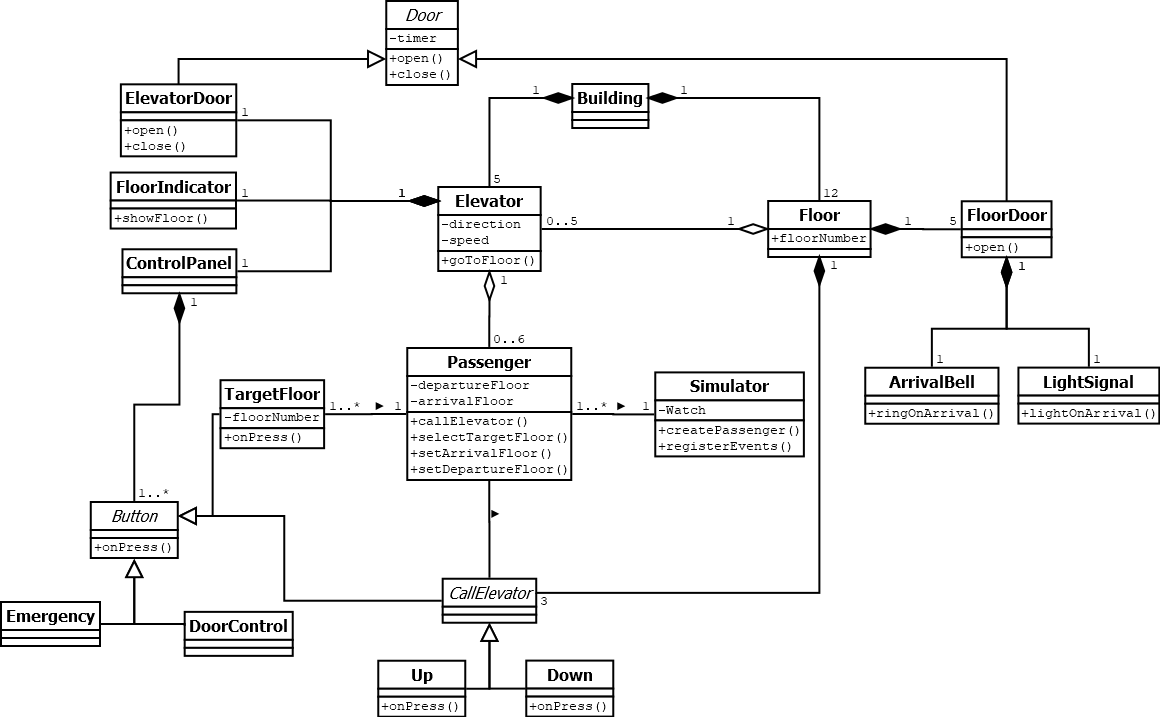 Door
-timer
+open()
+close()
ElevatorDoor
+open()
+close()
1
1
Building
1
FloorIndicator
+showFloor()
1
1
5
Elevator
-direction
-speed
+goToFloor()
0..5
1
12
Floor
+floorNumber
1
5
FloorDoor
+open()
ControlPanel
1
1
1
1
1
0..6
Passenger
-departureFloor
-arrivalFloor
+callElevator()
+selectTargetFloor()
+setArrivalFloor()
+setDepartureFloor()
TargetFloor
-floorNumber
+onPress()
1..*
1
1..*
1
Simulator
-Watch
+createPassenger()
+registerEvents()
1
ArrivalBell
+ringOnArrival()
1
LightSignal
+lightOnArrival()
1..*
Button
+onPress()
CallElevator
3
Emergency
DoorControl
Up
+onPress()
Down
+onPress()